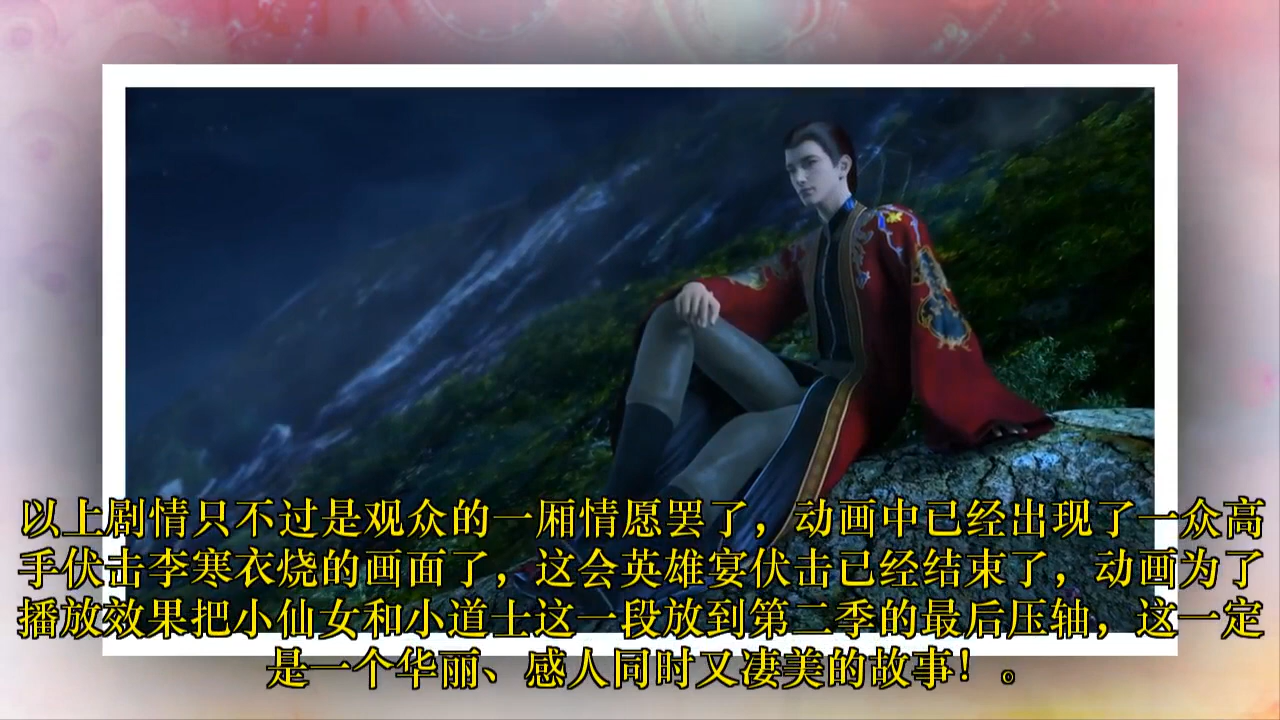 以上剧情只不过是观众的一厢情愿罢了，动画中已经出现了一众高
手伏击李寒衣烧的画面了，这会英雄宴伏击已经结束了，动画为了
播放效果把小仙女和小道士这一段放到第二季的最后压轴，这一定
是一个华丽、感人同时又凄美的故事！。